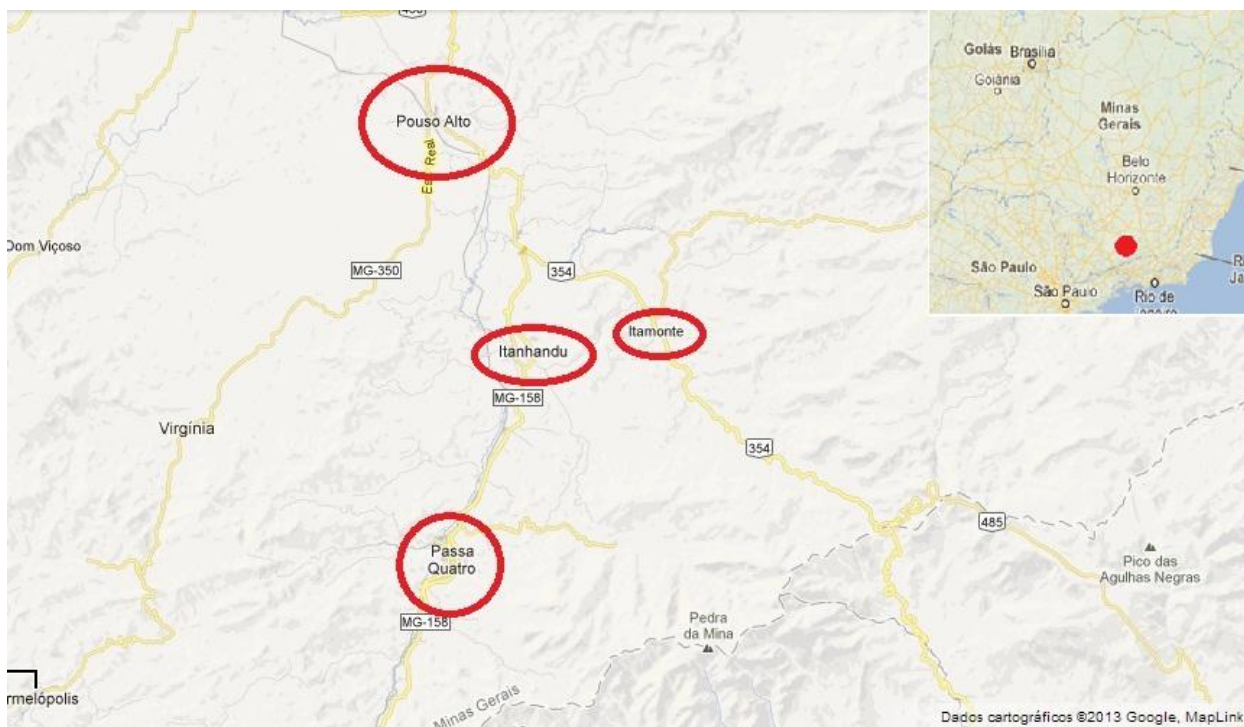 Pouso Alto
Est. Real
Dom Viçoso
MG-350
354
Itamonte
Itanhandu
MG-158
Virgínia
354
485
Passa
Quatro
Pico das
Agulhas Negras
MG-158
Pedra
da Mina
rmelópolis
Minas Gerais
Dados cartográficos ©2013 Google, MapLink
Goiás
Brasília
Goiânia
Minas
Gerais
Belo
Horizonte
São Paulo
São Paulo
Rio de